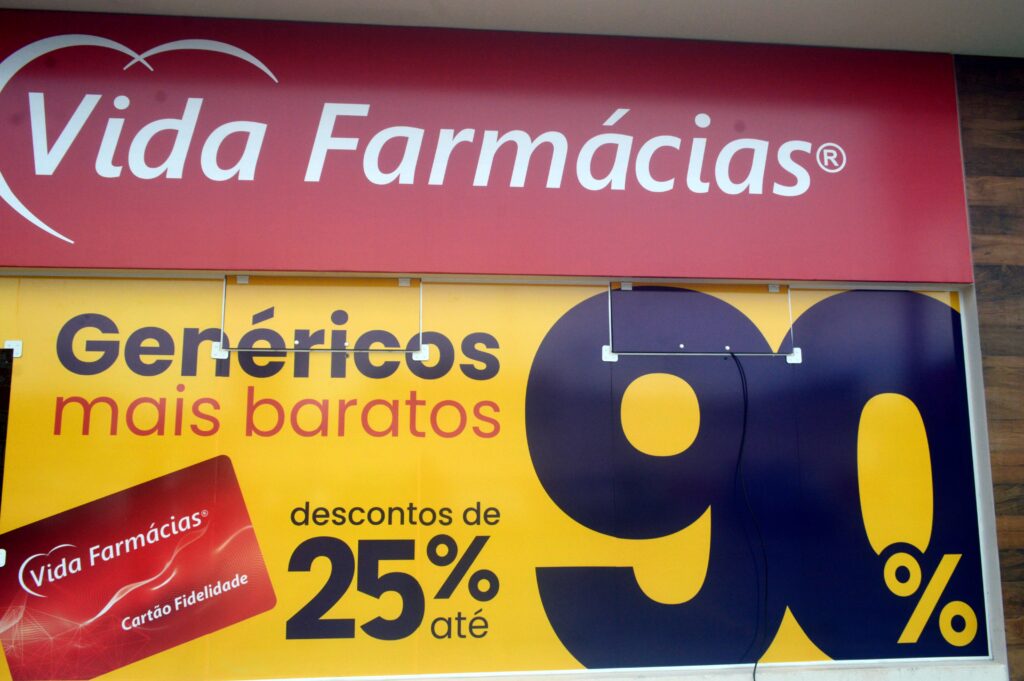 Vida Farmácias®
Genéricos
mais baratos
descontos de
25%
até
90%
Vida Farmácias®
Cartão Fidelidade